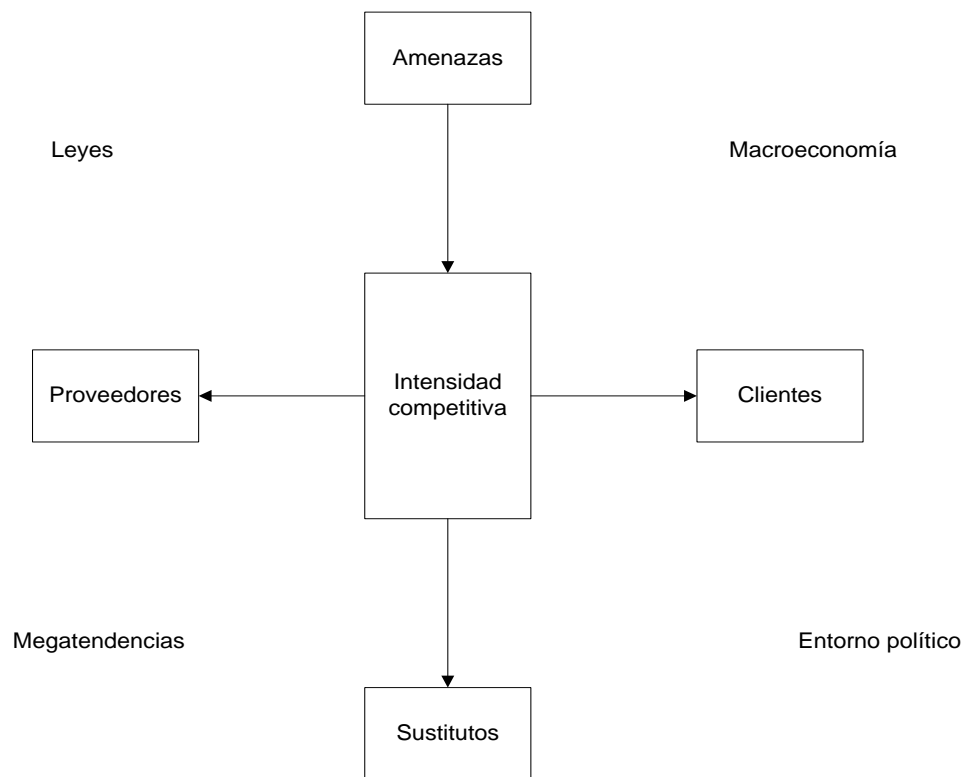 Amenazas
Leyes
Macroeconomía
Proveedores
Intensidad
competitiva
Clientes
Megatendencias
Entorno político
Sustitutos